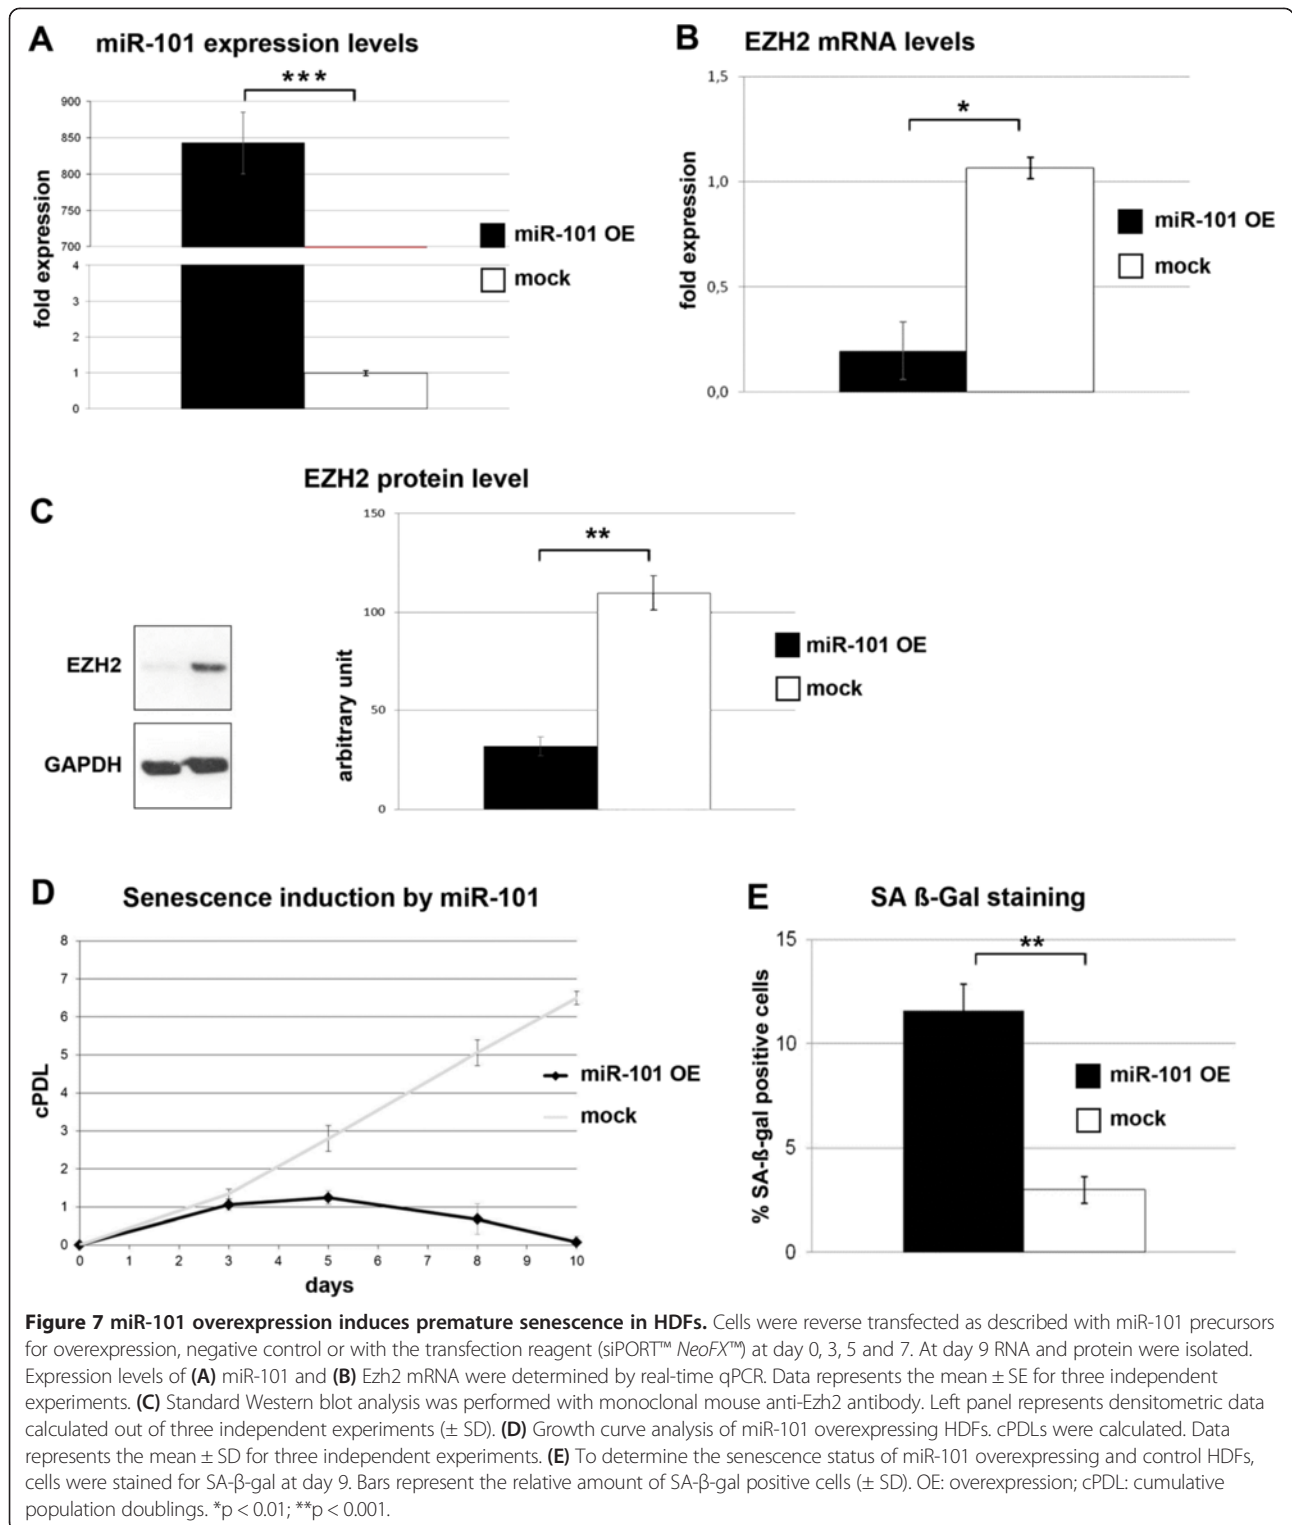 A miR-101 expression levels
***
900
850
800
750
700
4
3
2
1
0
fold expression
miR-101 OE
mock
B EZH2 mRNA levels
*
1,5
1,0
0,5
0,0
fold expression
miR-101 OE
mock
C
EZH2 protein level
EZH2
GAPDH
**
150
100
50
0
arbitrary unit
miR-101 OE
mock
D Senescence induction by miR-101
8
7
6
5
4
3
2
1
0
cPDL
0 1 2 3 4 5 6 7 8 10
days
miR-101 OE
mock
E SA ß-Gal staining
**
15
10
5
0
% SA-ß-gal positive cells
miR-101 OE
mock
Figure 7 miR-101 overexpression induces premature senescence in HDFs. Cells were reverse transfected as described with miR-101 precursors
for overexpression, negative control or with the transfection reagent (siPORT™ NeoFX™) at day 0, 3, 5 and 7. At day 9 RNA and protein were isolated.
Expression levels of (A) miR-101 and (B) Ezh2 mRNA were determined by real-time qPCR. Data represents the mean ± SE for three independent
experiments. (C) Standard Western blot analysis was performed with monoclonal mouse anti-Ezh2 antibody. Left panel represents densitometric data
calculated out of three independent experiments (± SD). (D) Growth curve analysis of miR-101 overexpressing HDFs. cPDLs were calculated. Data
represents the mean ± SD for three independent experiments. (E) To determine the senescence status of miR-101 overexpressing and control HDFs,
cells were stained for SA-β-gal at day 9. Bars represent the relative amount of SA-β-gal positive cells (± SD). OE: overexpression; cPDL: cumulative
population doublings. *p < 0.01; **p < 0.001.